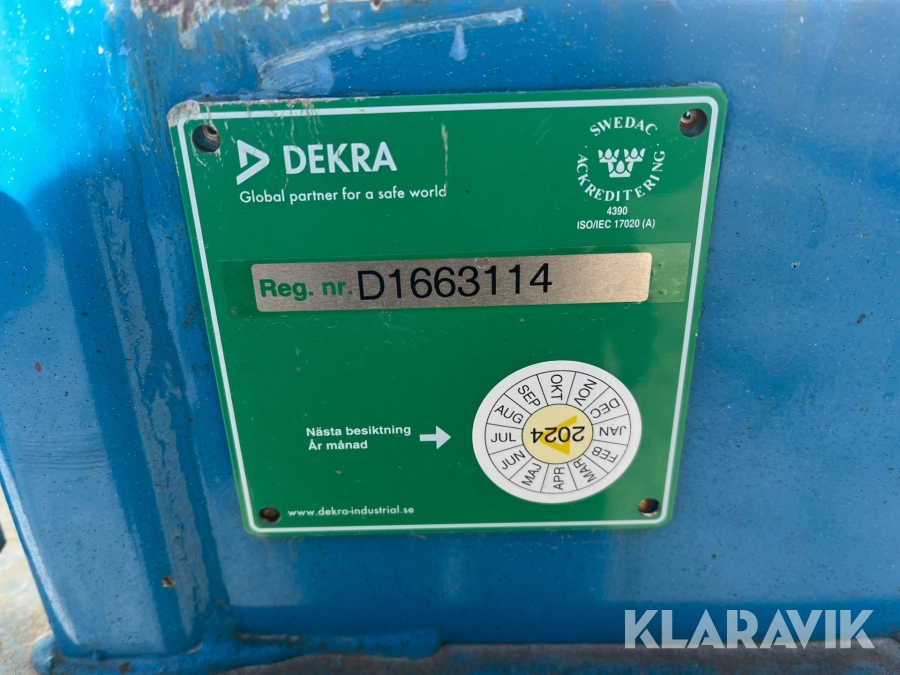 DEKRA
Global partner for a safe world
SWEDAC
ACKREDITERING
4390
ISO/IEC 17020 (A)
Reg. nr. D1663114
Nästa besiktning
År månad
JAN
FEB
MAR
APR
MAJ
JUN
JUL
AUG
SEP
OKT
NOV
DEC
2024
www.dekra-industrial.se
KLARAVIK